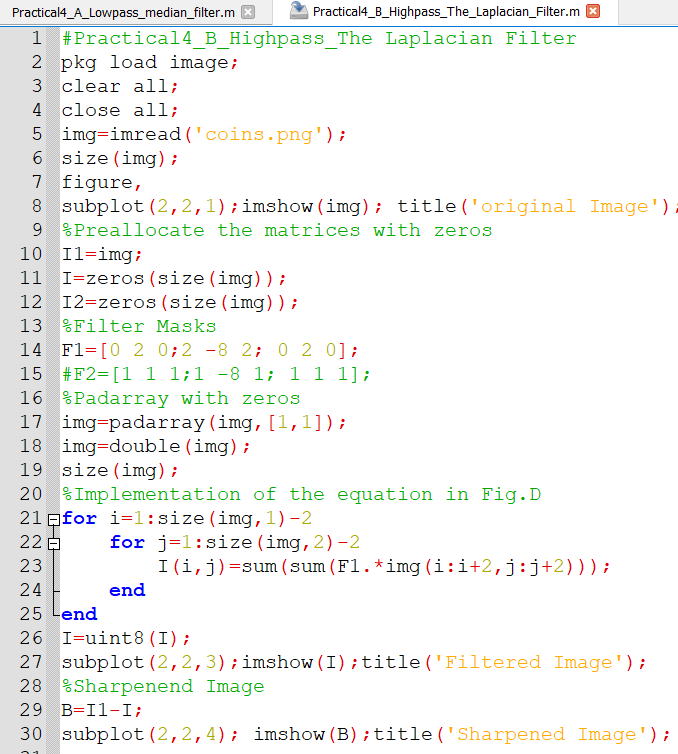 Practical4_A_Lowpass_median_filter.m Practical4_B_Highpass_The_Laplacian_Filter.m
1 #Practical4_B_Highpass_The Laplacian Filter
2 pkg load image;
3 clear all;
4 close all;
5 img=imread('coins.png');
6 size(img);
7 figure,
8 subplot(2,2,1);imshow(img); title('original Image');
9 %Preallocate the matrices with zeros
10 I1=img;
11 I=zeros(size(img));
12 I2=zeros(size(img));
13 %Filter Masks
14 F1=[0 2 0;2 -8 2; 0 2 0];
15 #F2=[1 1 1;1 -8 1; 1 1 1];
16 %Padarray with zeros
17 img=padarray(img,[1,1]);
18 img=double(img);
19 size(img);
20 %Implementation of the equation in Fig.D
21 for i=1:size(img,1)-2
22     for j=1:size(img,2)-2
23         I(i,j)=sum(sum(F1.*img(i:i+2,j:j+2)));
24     end
25 end
26 I=uint8(I);
27 subplot(2,2,3);imshow(I);title('Filtered Image');
28 %Sharpenend Image
29 B=I1-I;
30 subplot(2,2,4); imshow(B);title('Sharpened Image');